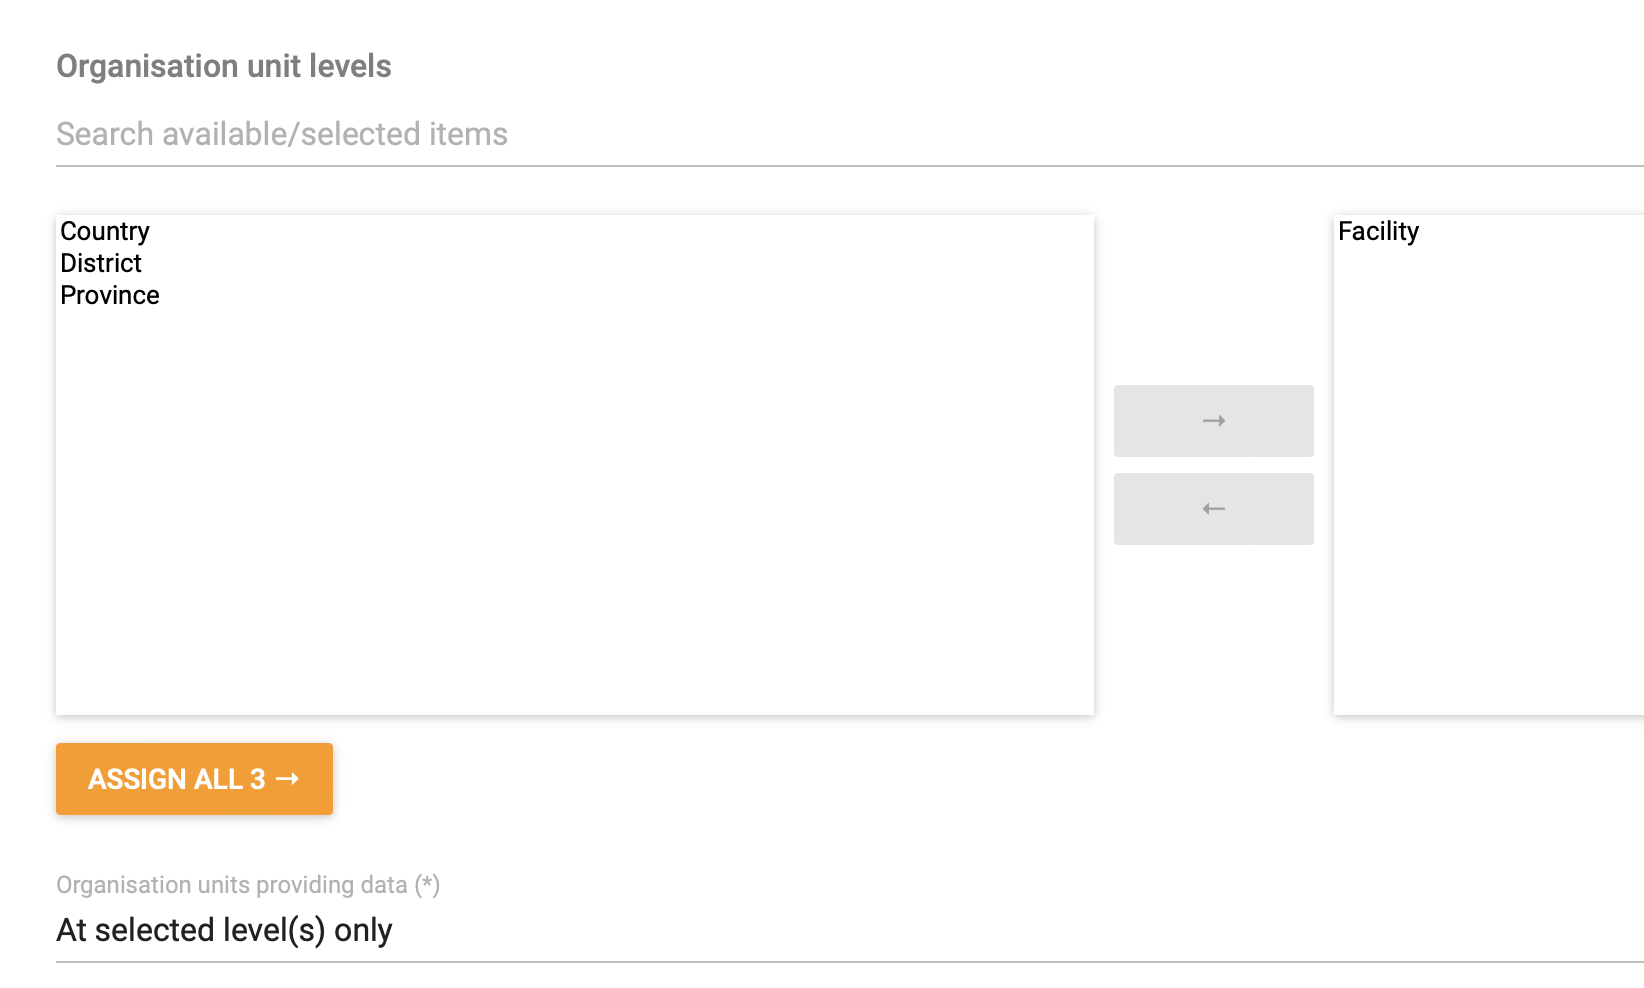 Organisation unit levels
Search available/selected items
Country
District
Province
Facility
→
←
ASSIGN ALL 3 →
Organisation units providing data (*)
At selected level(s) only